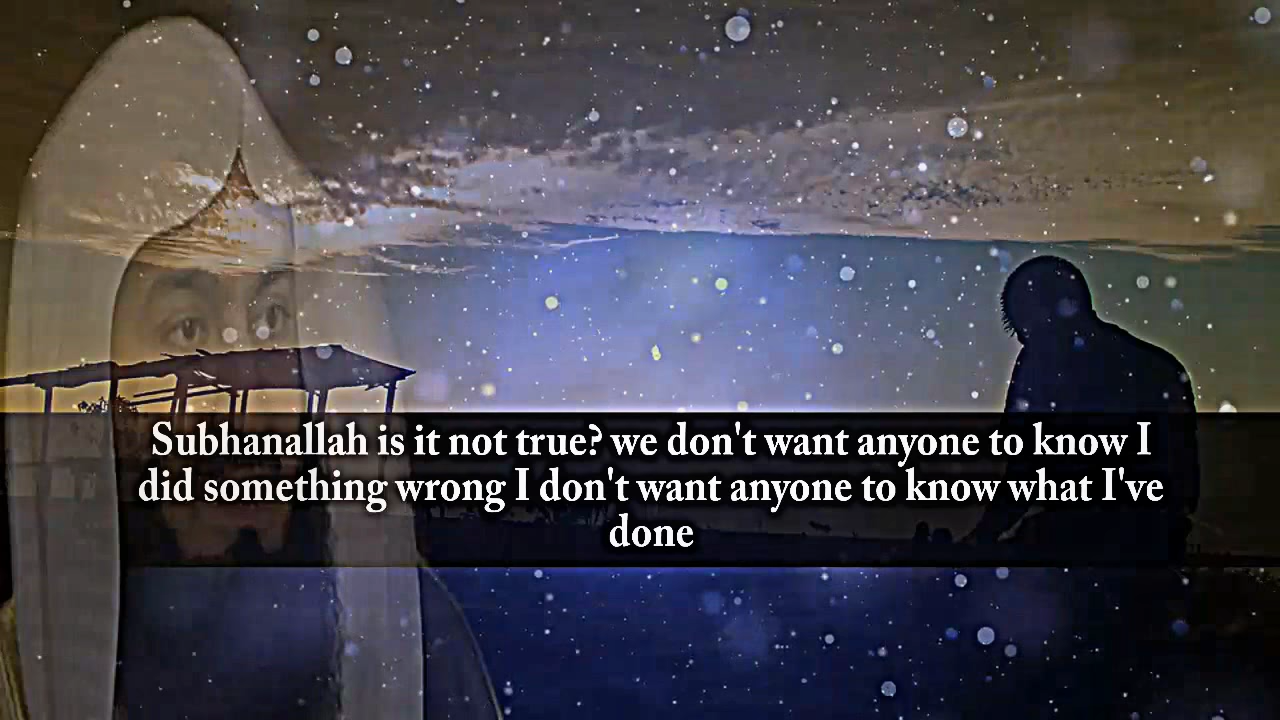 Subhanallah is it not true? we don't want anyone to know I
did something wrong I don't want anyone to know what I've
done